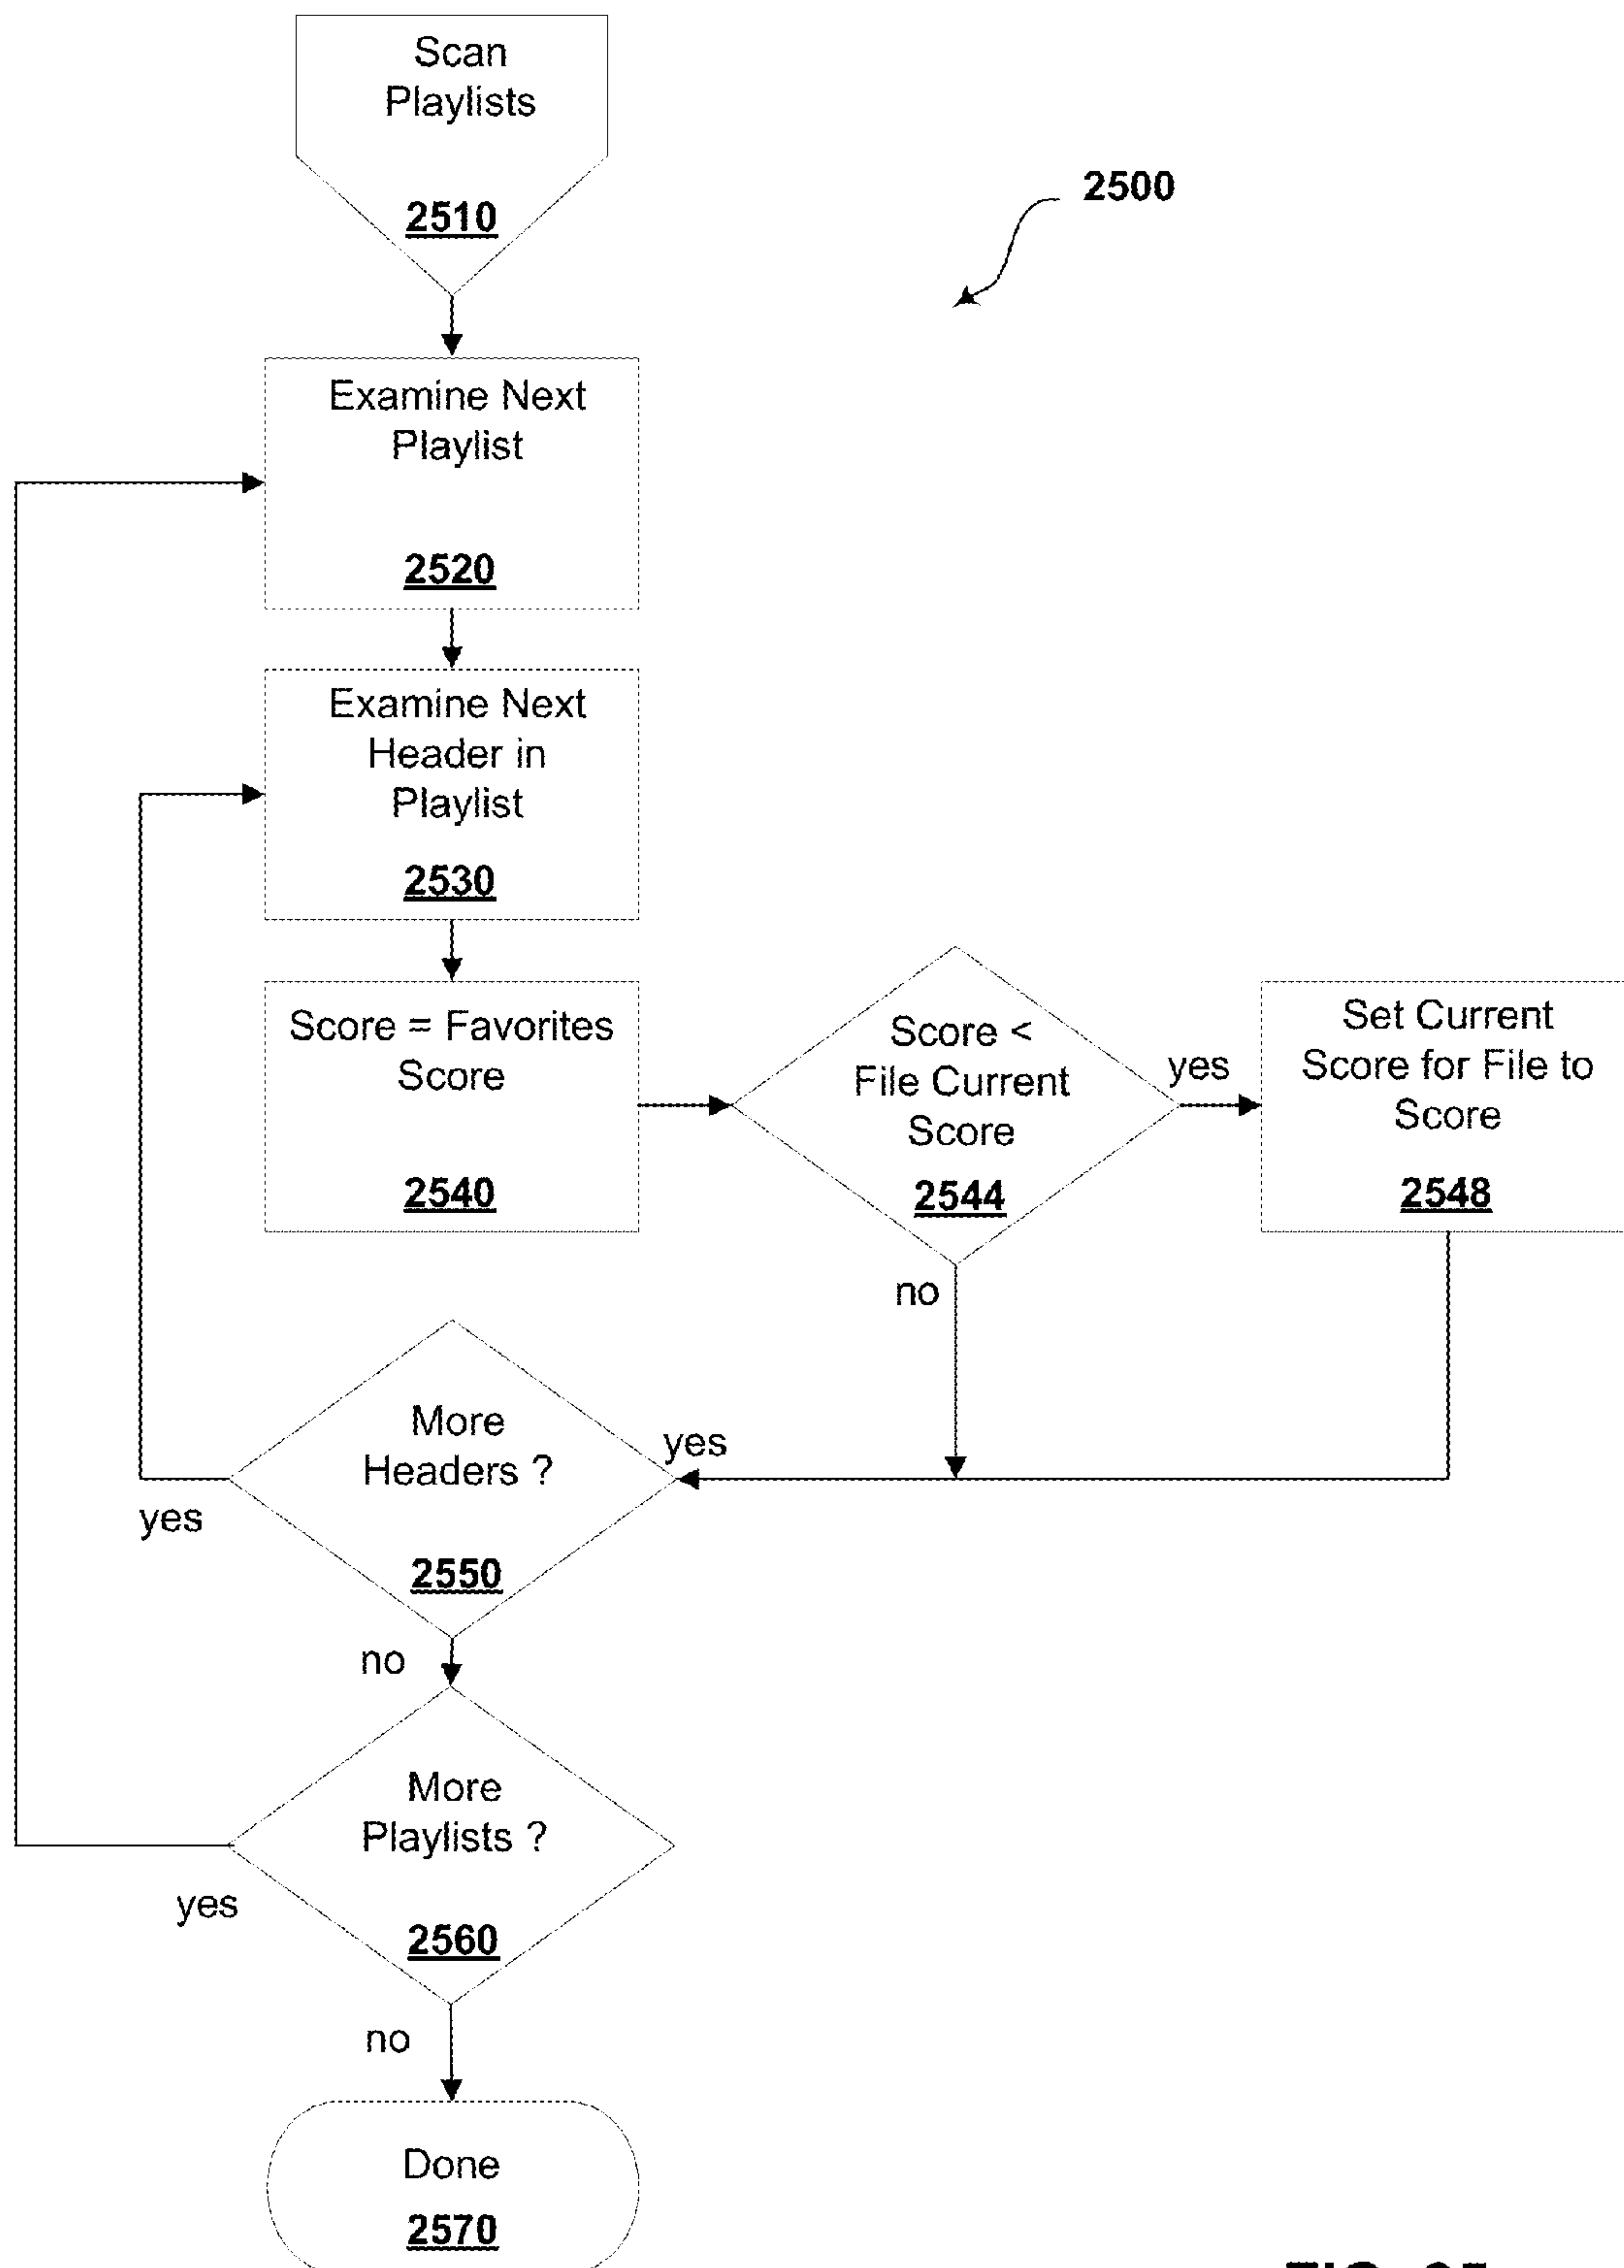 Scan
Playlists
2510
2500
Examine Next
Playlist
2520
Examine Next
Header in
Playlist
2530
Score = Favorites
Score
2540
Score <
File Current
Score
2544
yes
Set Current
Score for File to
Score
2548
no
More
Headers ?
2550
yes
yes
no
More
Playlists ?
2560
yes
no
Done
2570